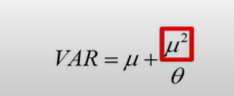 VAR = μ + μ²/θ